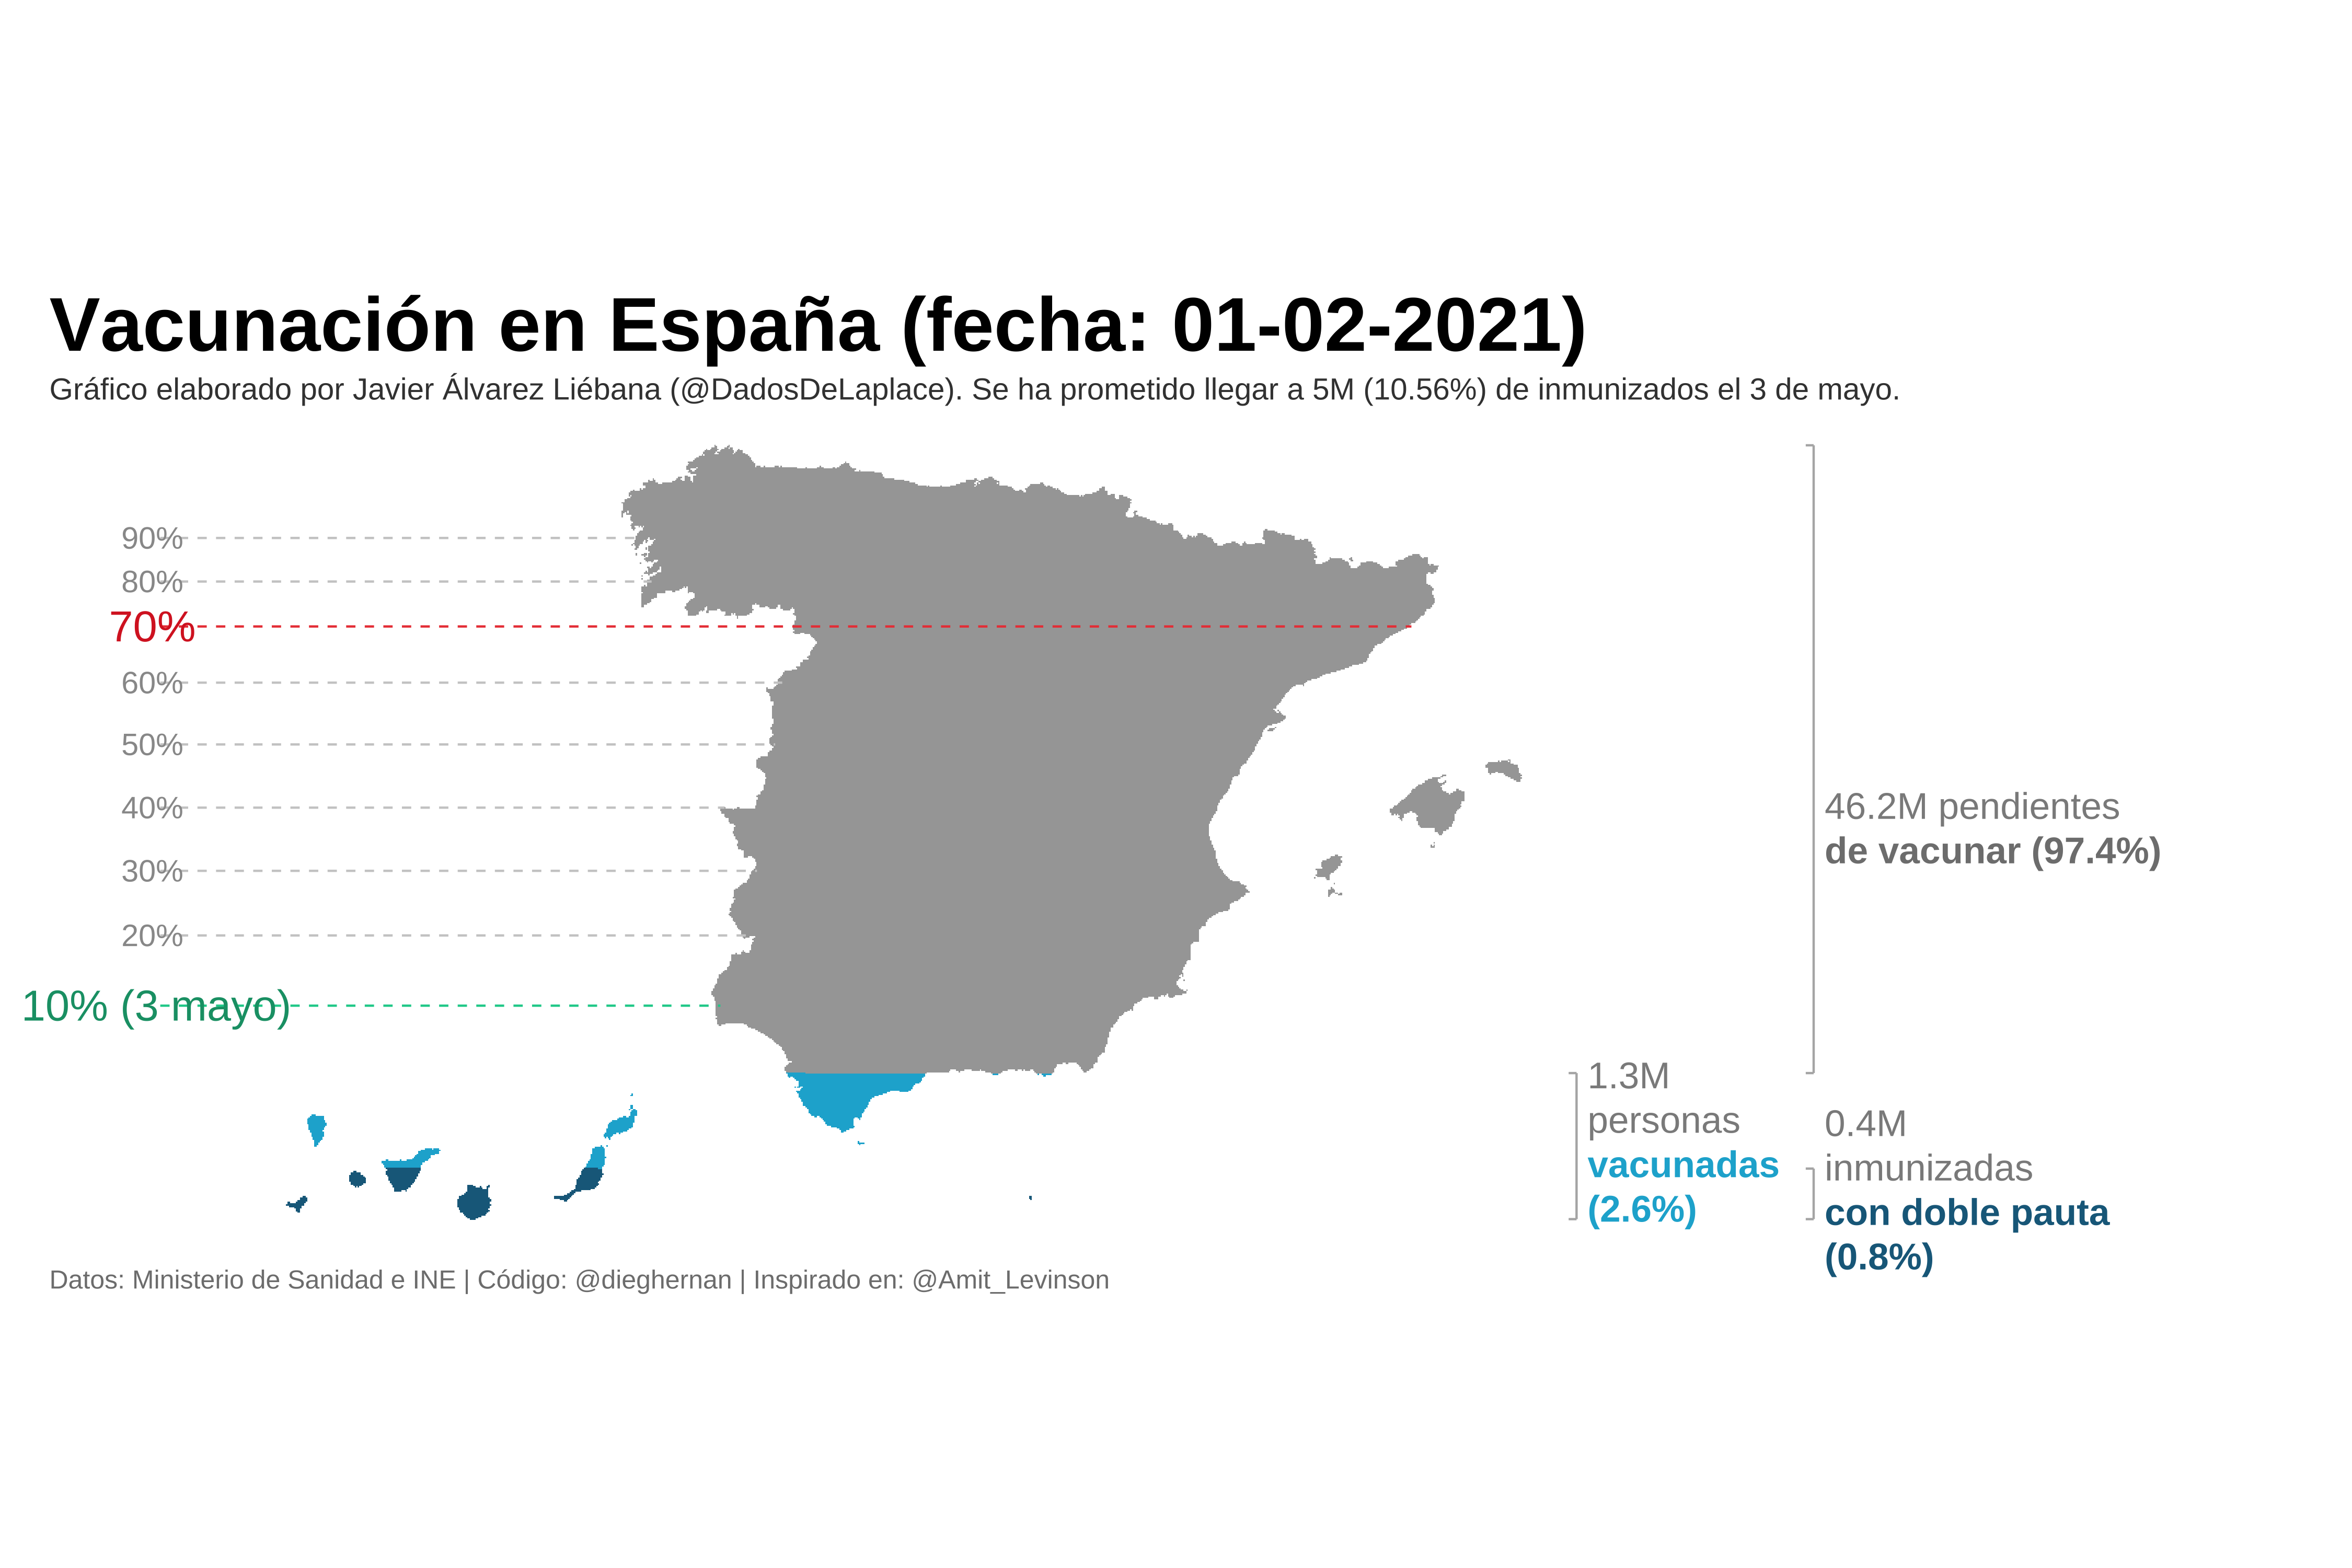 Vacunación en España (fecha: 01-02-2021)
Gráfico elaborado por Javier Álvarez Liébana (@DadosDeLaplace). Se ha prometido llegar a 5M (10.56%) de inmunizados el 3 de mayo.
90%
80%
70%
60%
50%
40%
30%
20%
10% (3 mayo)
46.2M pendientes
de vacunar (97.4%)
1.3M
personas
vacunadas
(2.6%)
0.4M
inmunizadas
con doble pauta
(0.8%)
Datos: Ministerio de Sanidad e INE | Código: @dieghernan | Inspirado en: @Amit_Levinson